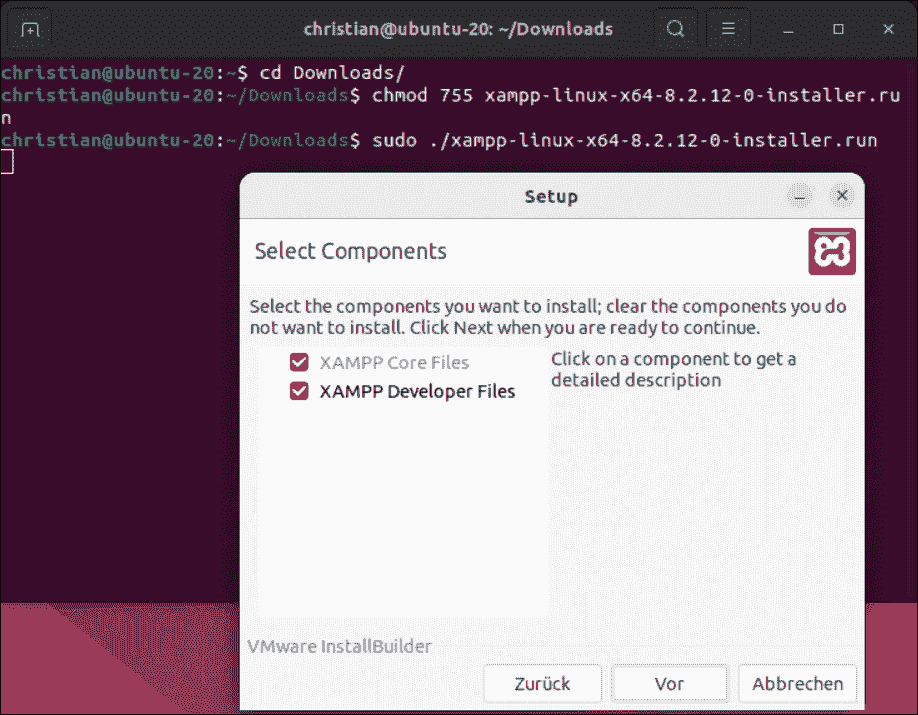 christian@ubuntu-20: ~/Downloads
christian@ubuntu-20:~$ cd Downloads/
christian@ubuntu-20:~/Downloads$ chmod 755 xampp-linux-x64-8.2.12-0-installer.ru
n
christian@ubuntu-20:~/Downloads$ sudo ./xampp-linux-x64-8.2.12-0-installer.run
Setup
Select Components
Select the components you want to install; clear the components you do
not want to install. Click Next when you are ready to continue.
XAMPP Core Files
XAMPP Developer Files
Click on a component to get a
detailed description
VMware InstallBuilder
Zurück Vor Abbrechen